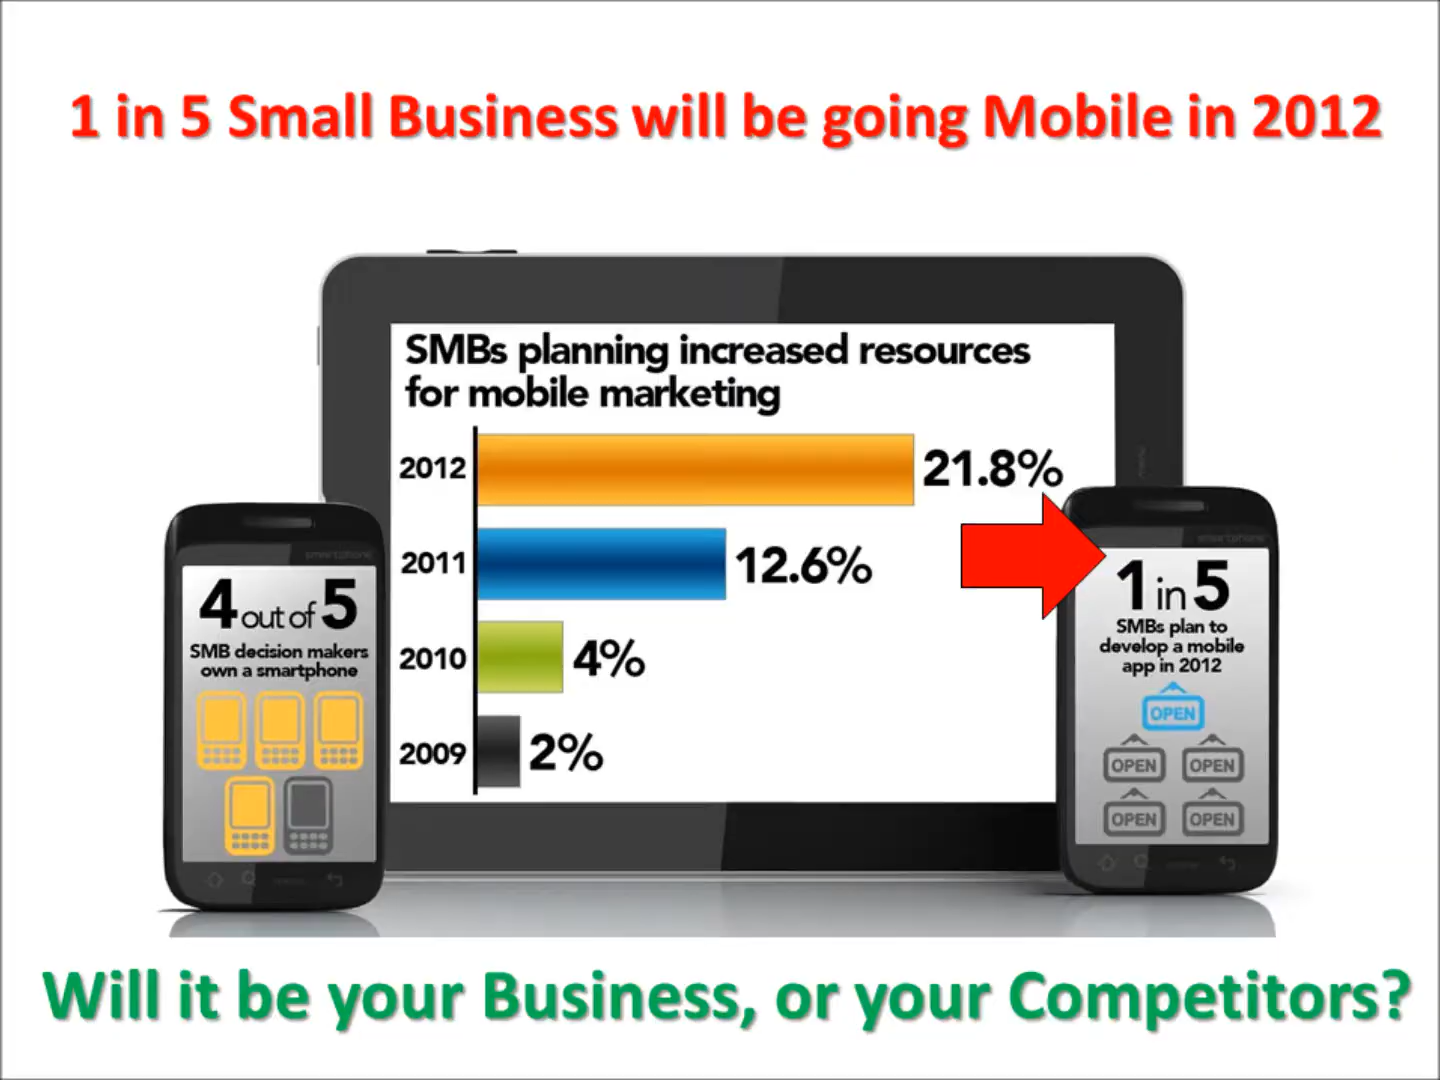 1 in 5 Small Business will be going Mobile in 2012
SMBs planning increased resources
for mobile marketing
2012 21.8%
2011 12.6%
2010 4%
2009 2%
smartphone
4 out of 5
SMB decision makers
own a smartphone
smartphone
1 in 5
SMBs plan to
develop a mobile
app in 2012
OPEN
OPEN OPEN
OPEN OPEN
Will it be your Business, or your Competitors?